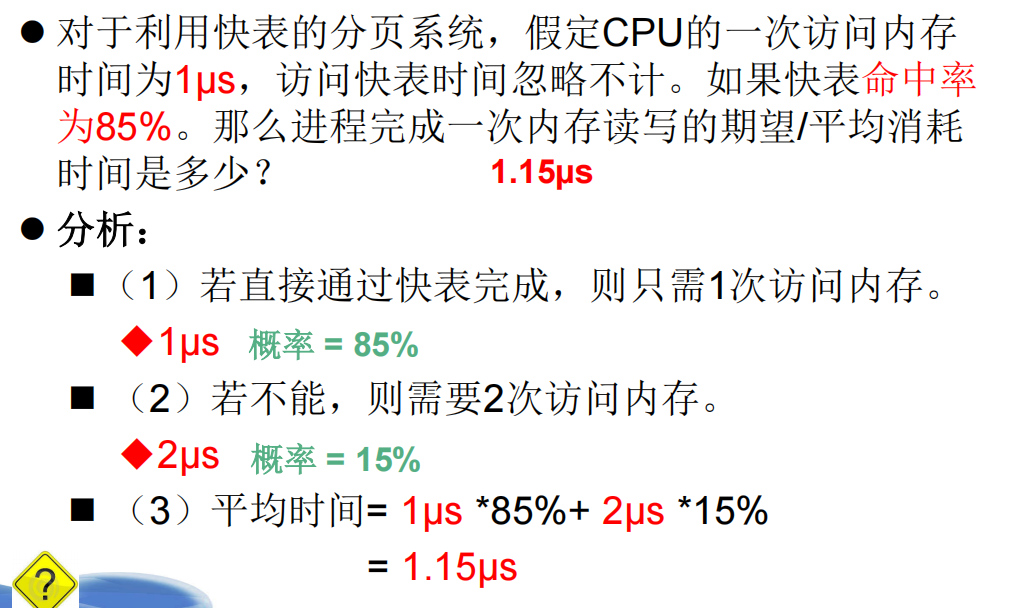 ● 对于利用快表的分页系统，假定CPU的一次访问内存
时间为1μs，访问快表时间忽略不计。如果快表命中率
为85%。那么进程完成一次内存读写的期望/平均消耗
时间是多少？ 1.15μs
● 分析：
■ （1）若直接通过快表完成，则只需1次访问内存。
◆1μs 概率 = 85%
■ （2）若不能，则需要2次访问内存。
◆2μs 概率 = 15%
■ （3）平均时间= 1μs *85%+ 2μs *15%
= 1.15μs
?